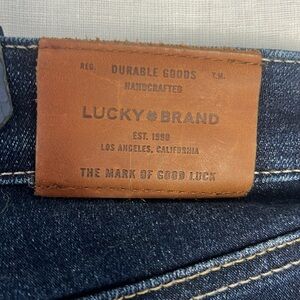 REG. DURABLE GOODS T.M.
HANDCRAFTED
LUCKY BRAND
EST. 1990
LOS ANGELES, CALIFORNIA
THE MARK OF GOOD LUCK